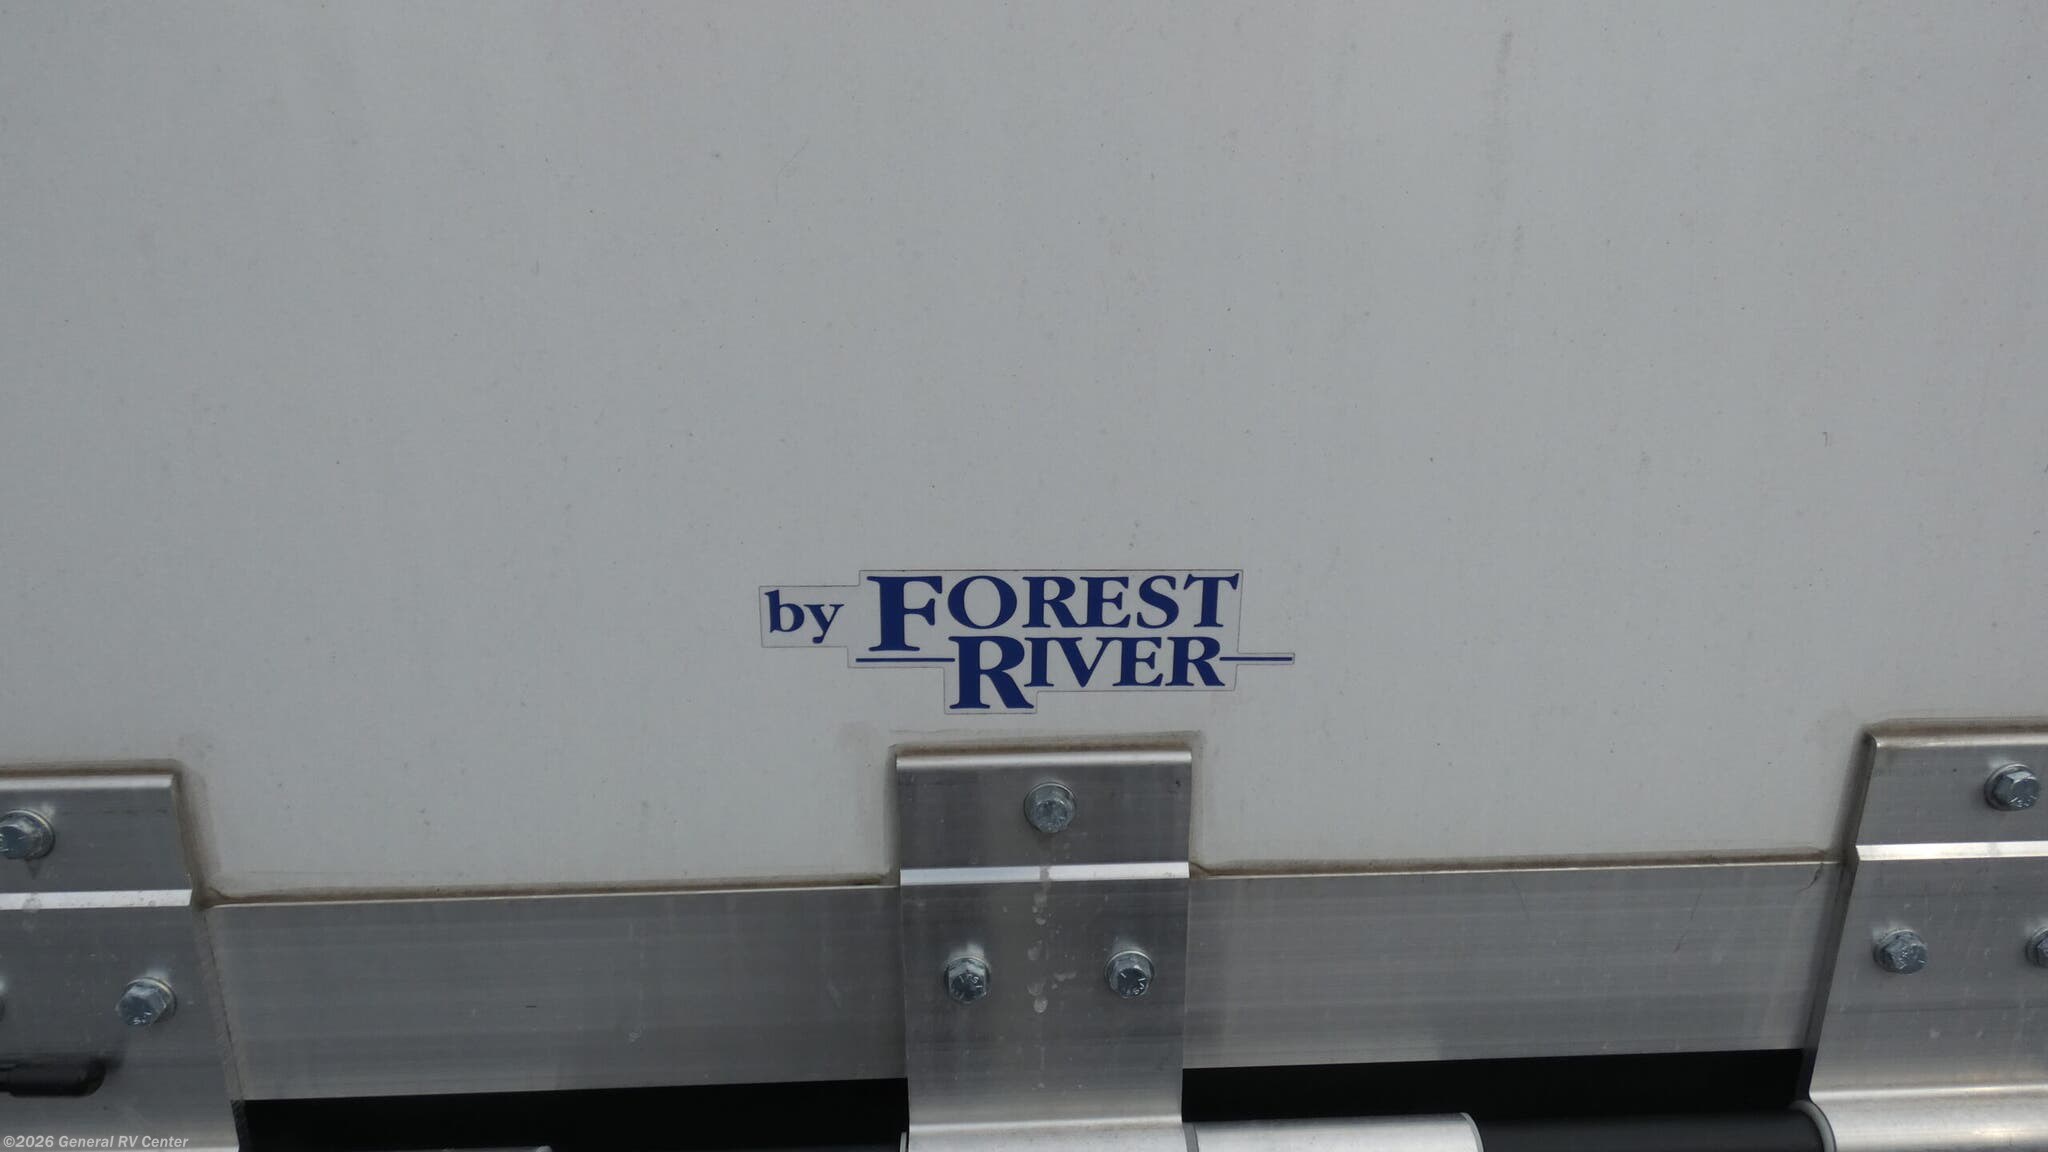 by FOREST
RIVER
©2026 General RV Center